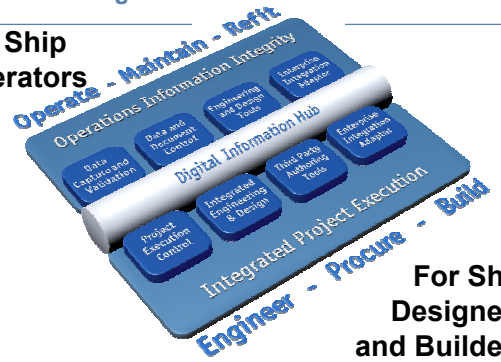 Ship
erators
Operate - Maintain - Refit
Operations Information Integrity
Data
Capture and
Validation
Data and
Document
Control
Engineering
and Design
Tools
Enterprise
Integration
Adaptor
Digital Information Hub
Project
Execution
Control
Integrated
Engineering
& Design
Third Party
Authoring
Tools
Enterprise
Integration
Adaptor
Integrated Project Execution
Engineer - Procure - Build
For Sh
Designe
and Builde